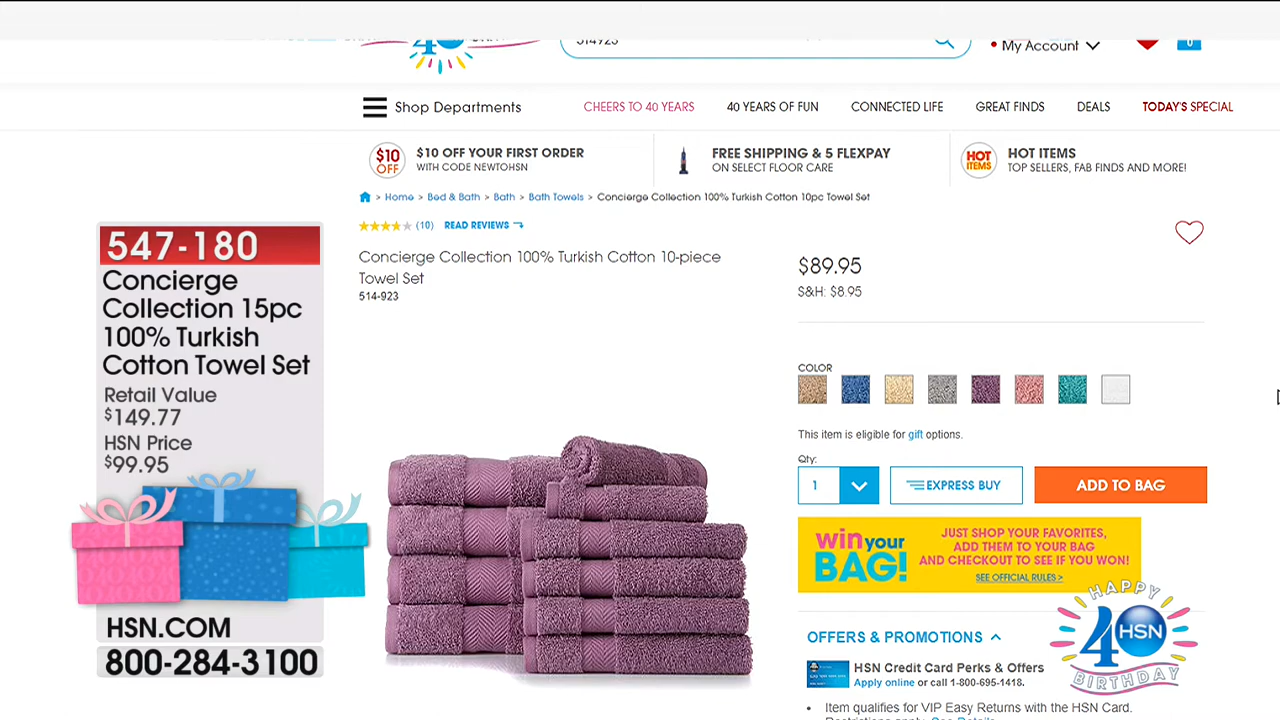 40
514923
My Account
0
Shop Departments
CHEERS TO 40 YEARS
40 YEARS OF FUN
CONNECTED LIFE
GREAT FINDS
DEALS
TODAY'S SPECIAL
$10 OFF
$10 OFF YOUR FIRST ORDER
WITH CODE NEWTOHSN
FREE SHIPPING & 5 FLEXPAY
ON SELECT FLOOR CARE
HOT ITEMS
HOT ITEMS
TOP SELLERS, FAB FINDS AND MORE!
> Home > Bed & Bath > Bath > Bath Towels > Concierge Collection 100% Turkish Cotton 10pc Towel Set
(10) READ REVIEWS
Concierge Collection 100% Turkish Cotton 10-piece
Towel Set
514-923
$89.95
S&H: $8.95
COLOR
This item is eligible for gift options.
Qty:
1
EXPRESS BUY
ADD TO BAG
win your
BAG!
JUST SHOP YOUR FAVORITES,
ADD THEM TO YOUR BAG
AND CHECKOUT TO SEE IF YOU WON!
SEE OFFICIAL RULES >
OFFERS & PROMOTIONS
HSN Credit Card Perks & Offers
Apply online or call 1-800-695-1418.
• Item qualifies for VIP Easy Returns with the HSN Card.
Restrictions apply. See Details
547-180
Concierge
Collection 15pc
100% Turkish
Cotton Towel Set
Retail Value
$149.77
HSN Price
$99.95
HSN.COM
800-284-3100
HAPPY
40 HSN
BIRTHDAY